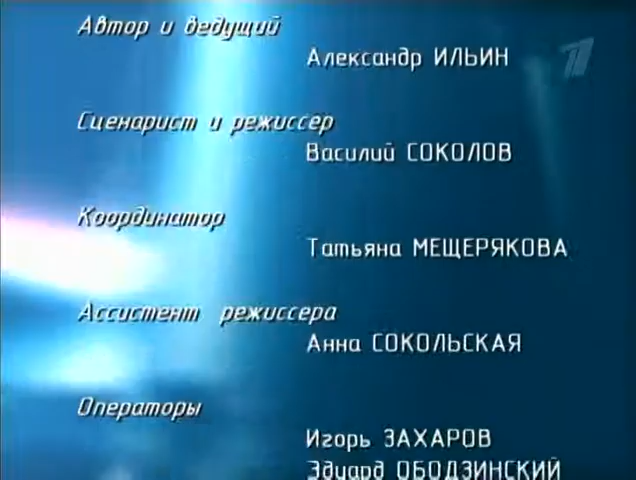 Автор и ведущий
Александр ИЛЬИН
Сценарист и режиссер
Василий СОКОЛОВ
Координатор
Татьяна МЕЩЕРЯКОВА
Ассистент режиссера
Анна СОКОЛЬСКАЯ
Операторы
Игорь ЗАХАРОВ
Эдуард ОБОДЗИНСКИЙ